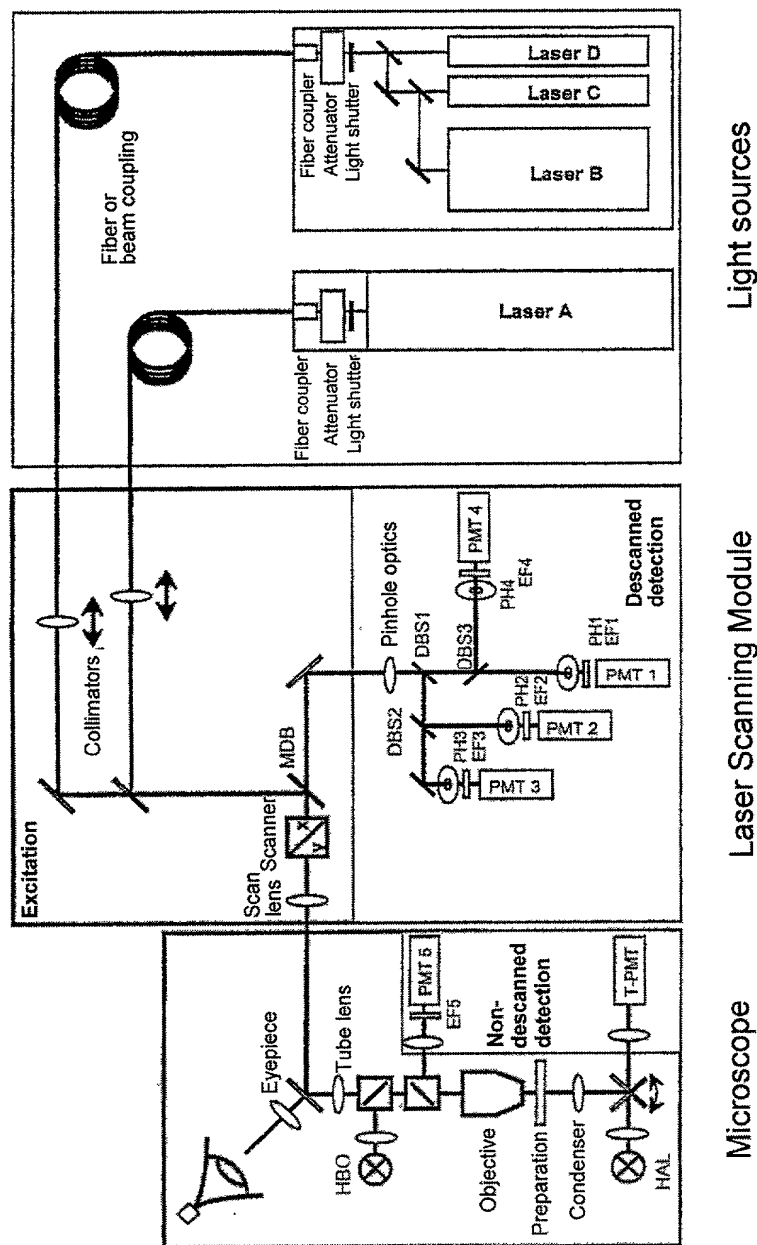 Fiber or
beam coupling
Fiber coupler
Attenuator
Light shutter
Laser D
Laser C
Laser B
Fiber coupler
Attenuator
Light shutter
Laser A
Light sources
Excitation
Collimators
MDB
Scanner
x
y
Scan
lens
Pinhole optics
DBS1
DBS2
DBS3
PMT 4
PH4
EF4
PH1
EF1
PMT 1
PH2
EF2
PMT 2
PH3
EF3
PMT 3
Descanned
detection
Laser Scanning Module
Eyepiece
Tube lens
HBO
PMT 5
EF5
Non-
descanned
detection
Objective
Preparation
Condenser
T-PMT
HAL
Microscope